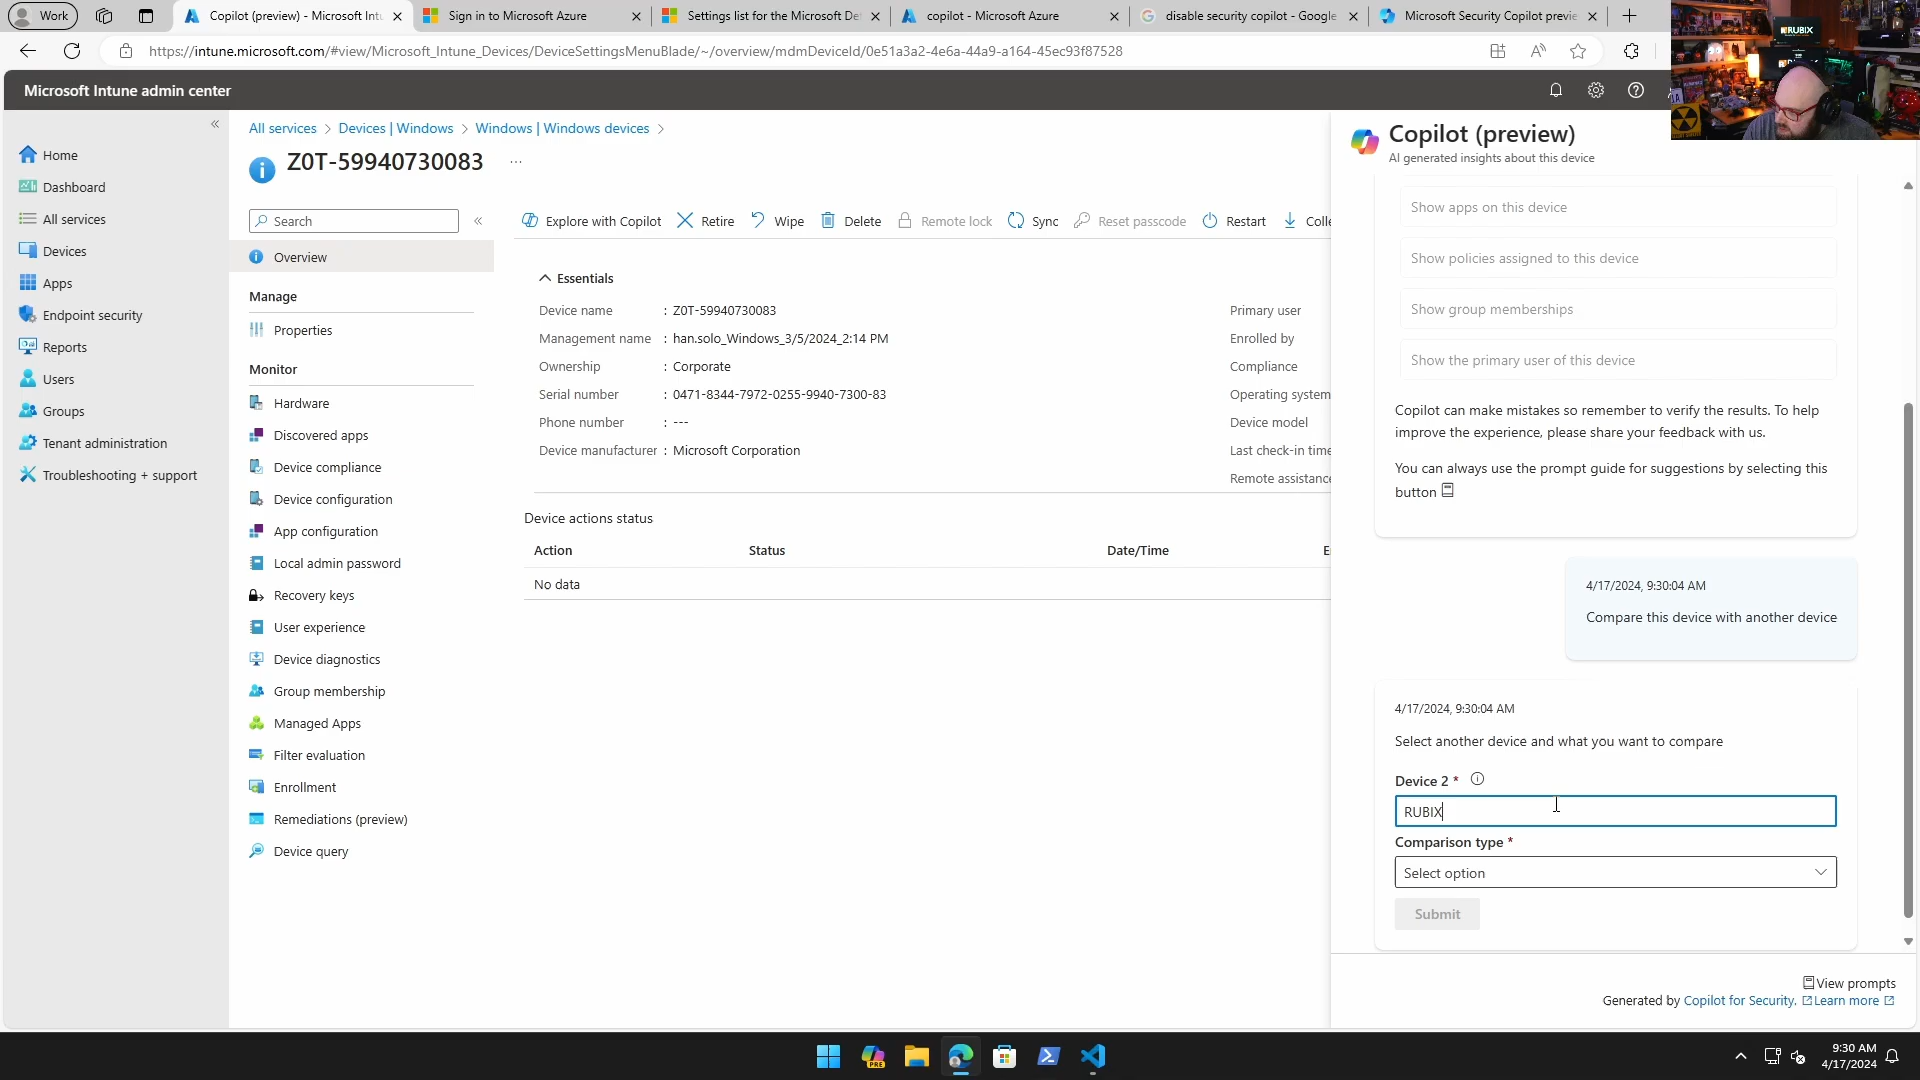 Work
Copilot (preview) - Microsoft Intu
Sign in to Microsoft Azure
Settings list for the Microsoft De
copilot - Microsoft Azure
disable security copilot - Google
Microsoft Security Copilot previe
https://intune.microsoft.com/#view/Microsoft_Intune_Devices/DeviceSettingsMenuBlade/~/overview/mdmDeviceId/0e51a3a2-4e6a-44a9-a164-45ec93f87528
RUBIX
Microsoft Intune admin center
Home
Dashboard
All services
Devices
Apps
Endpoint security
Reports
Users
Groups
Tenant administration
Troubleshooting + support
All services > Devices | Windows > Windows | Windows devices >
Z0T-59940730083 ...
Search
Overview
Manage
Properties
Monitor
Hardware
Discovered apps
Device compliance
Device configuration
App configuration
Local admin password
Recovery keys
User experience
Device diagnostics
Group membership
Managed Apps
Filter evaluation
Enrollment
Remediations (preview)
Device query
Explore with Copilot Retire Wipe Delete Remote lock Sync Reset passcode Restart Colle
Essentials
Device name : Z0T-59940730083
Management name : han.solo_Windows_3/5/2024_2:14 PM
Ownership : Corporate
Serial number : 0471-8344-7972-0255-9940-7300-83
Phone number : ---
Device manufacturer : Microsoft Corporation
Primary user
Enrolled by
Compliance
Operating system
Device model
Last check-in time
Remote assistance
Device actions status
Action Status Date/Time E
No data
Copilot (preview)
AI generated insights about this device
Show apps on this device
Show policies assigned to this device
Show group memberships
Show the primary user of this device
Copilot can make mistakes so remember to verify the results. To help
improve the experience, please share your feedback with us.
You can always use the prompt guide for suggestions by selecting this
button
4/17/2024, 9:30:04 AM
Compare this device with another device
4/17/2024, 9:30:04 AM
Select another device and what you want to compare
Device 2 *
RUBIX
Comparison type *
Select option
Submit
View prompts
Generated by Copilot for Security. Learn more
PRE
9:30 AM
4/17/2024